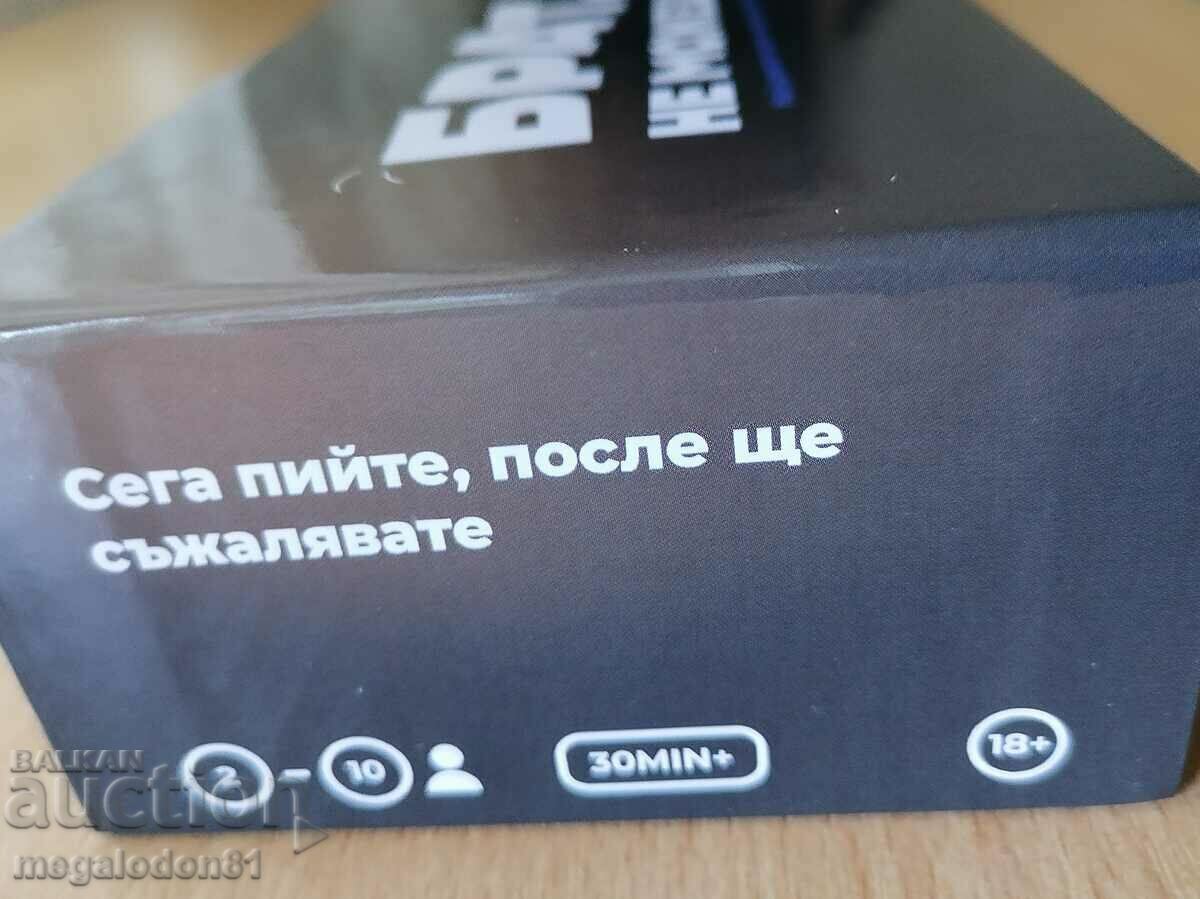 Сега пийте, после ще
съжалявате
2 - 10
30MIN+
18+
BALKAN
auction
megalodon81